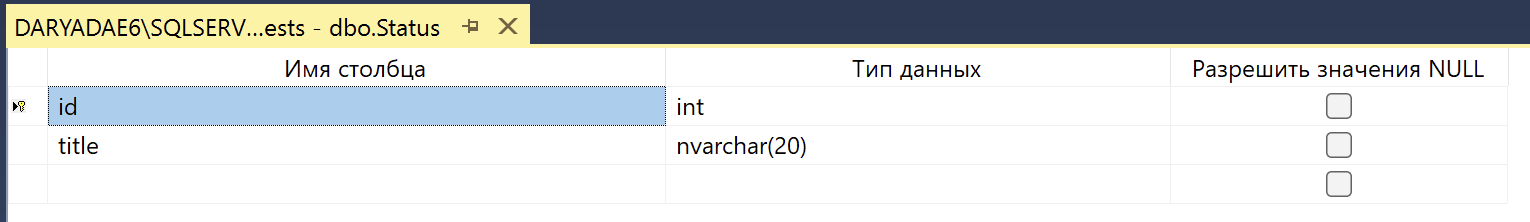 DARYADAE6\SQLSERV...ests - dbo.Status
Имя столбца Тип данных Разрешить значения NULL
id int
title nvarchar(20)